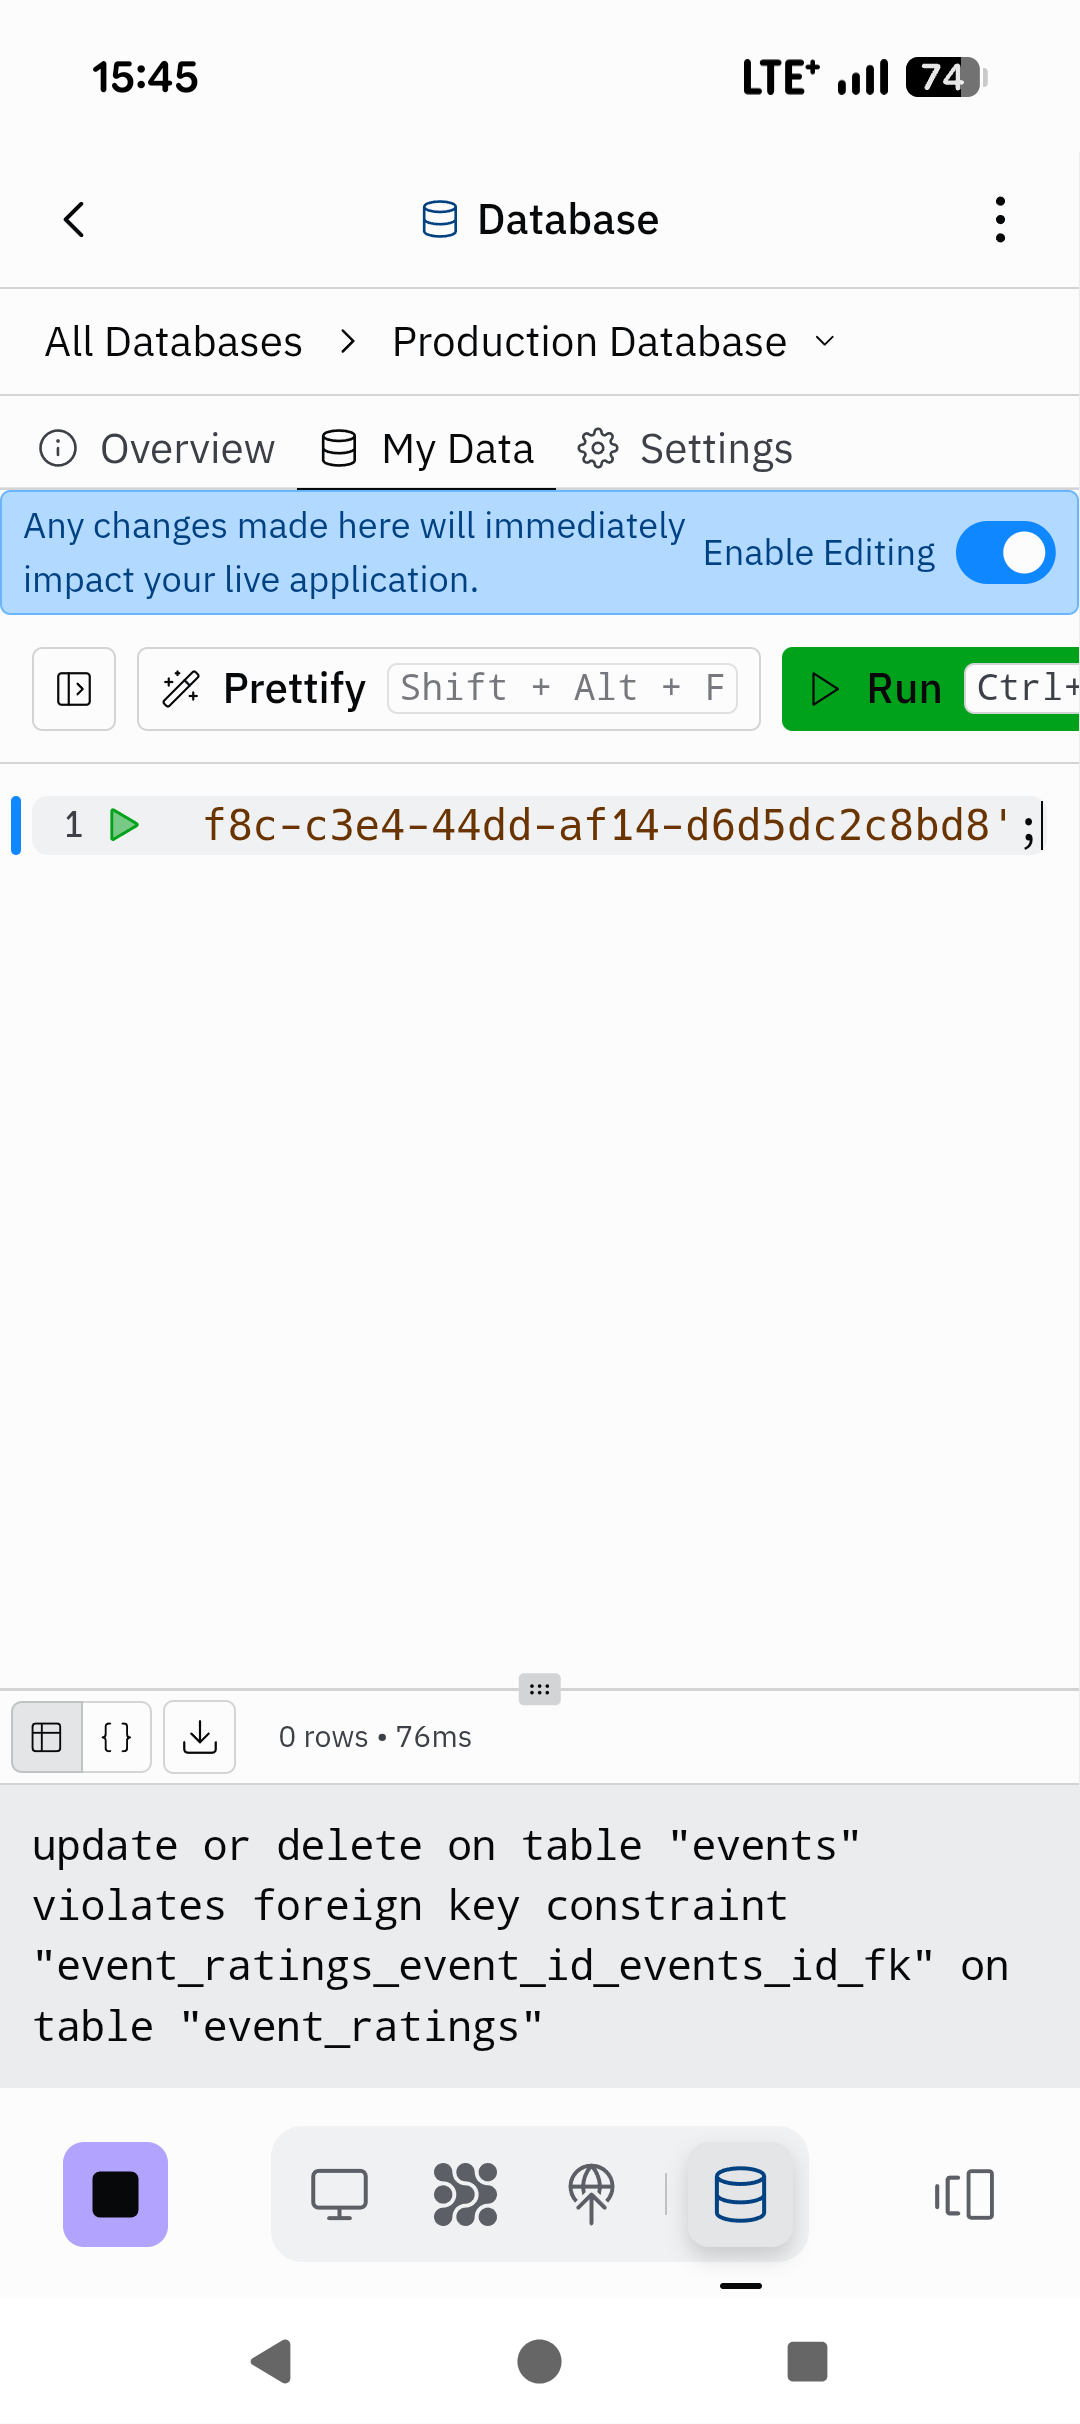 15:45 LTE+ 74
Database
All Databases > Production Database
Overview My Data Settings
Any changes made here will immediately
impact your live application.
Enable Editing
Prettify Shift + Alt + F Run Ctrl+
1 f8c-c3e4-44dd-af14-d6d5dc2c8bd8';
{ } 0 rows • 76ms
update or delete on table "events"
violates foreign key constraint
"event_ratings_event_id_events_id_fk" on
table "event_ratings"